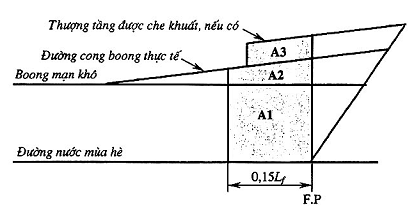 Thượng tầng được che khuất, nếu có
Đường cong boong thực tế
A3
A2
Boong mạn khô
A1
Đường nước mùa hè
0,15Lf
F.P